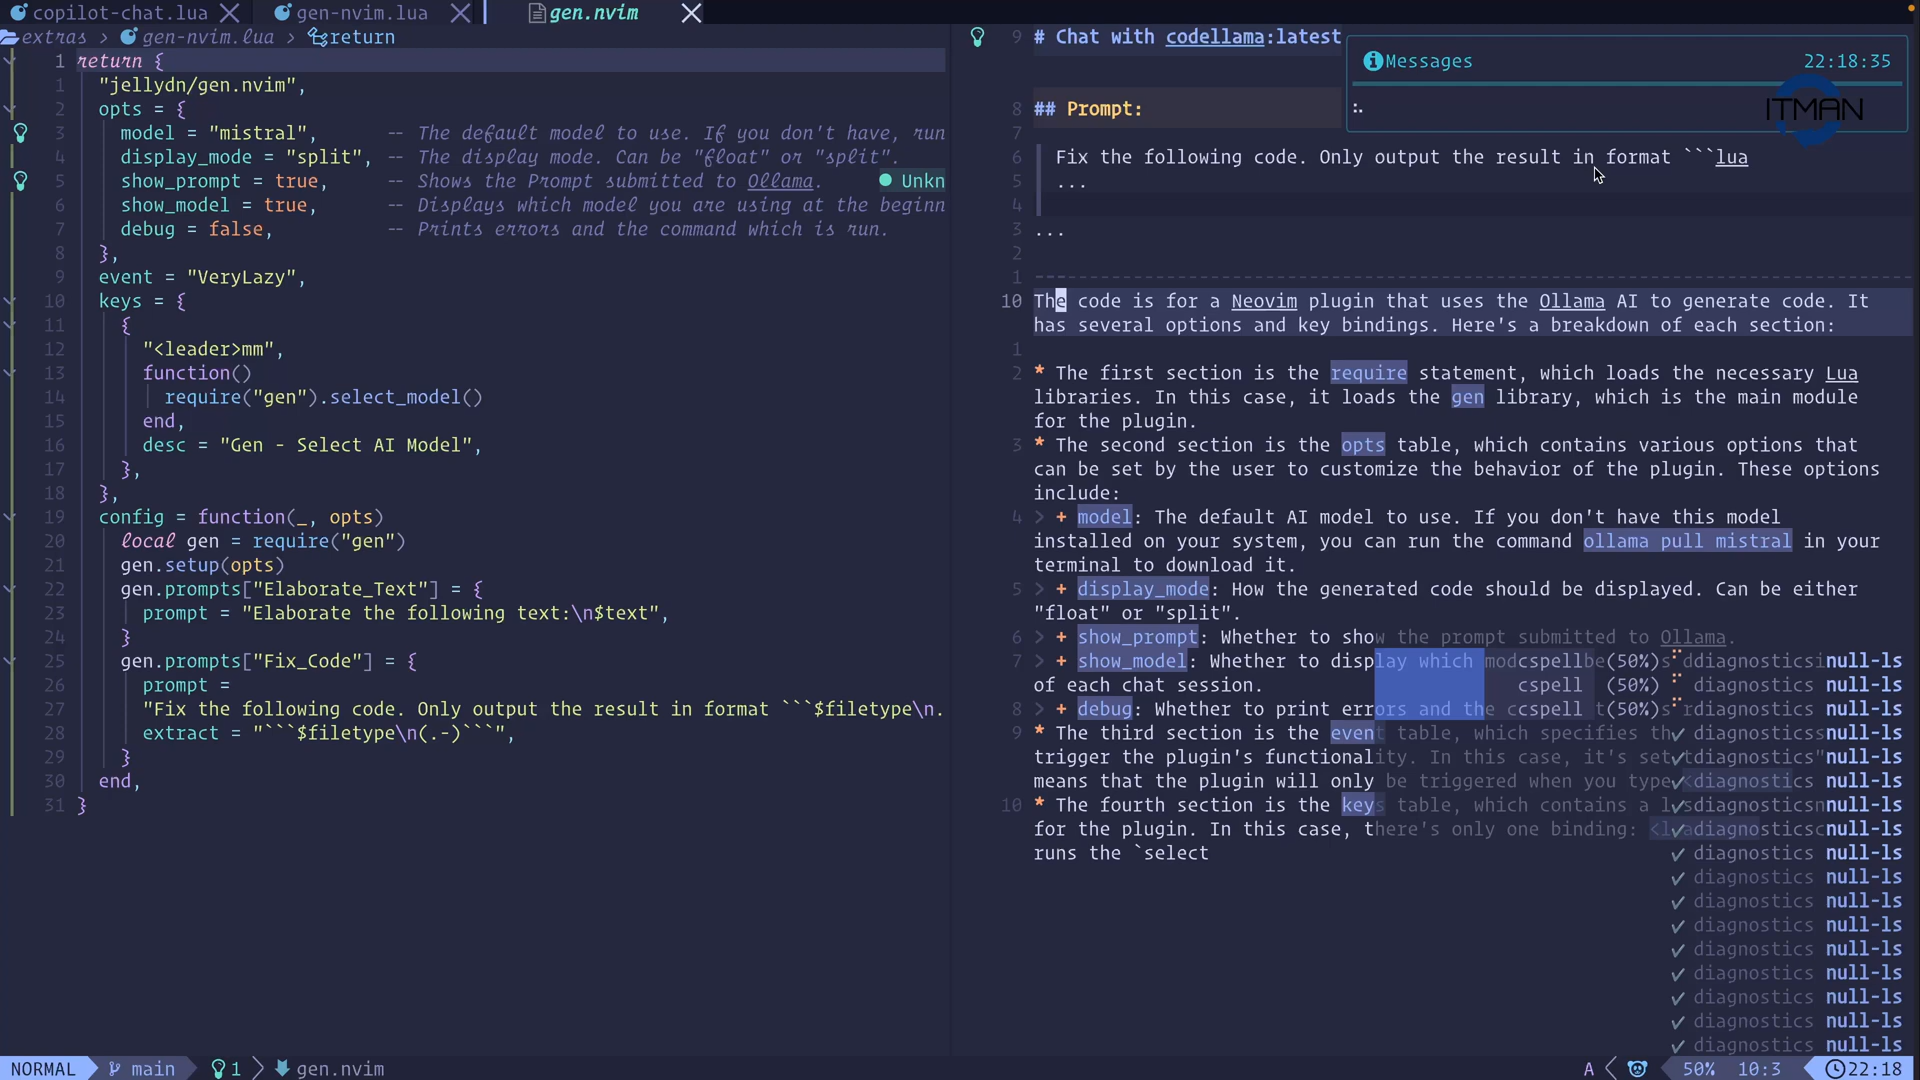 copilot-chat.lua
gen-nvim.lua
gen.nvim
extras > gen-nvim.lua > return
1 return {
1 "jellydn/gen.nvim",
2 opts = {
3 model = "mistral", -- The default model to use. If you don't have, run
4 display_mode = "split", -- The display mode. Can be "float" or "split".
5 show_prompt = true, -- Shows the Prompt submitted to Ollama. ● Unkn
6 show_model = true, -- Displays which model you are using at the beginn
7 debug = false, -- Prints errors and the command which is run.
8 },
9 event = "VeryLazy",
10 keys = {
11 {
12 "<leader>mm",
13 function()
14 require("gen").select_model()
15 end,
16 desc = "Gen - Select AI Model",
17 },
18 },
19 config = function(_, opts)
20 local gen = require("gen")
21 gen.setup(opts)
22 gen.prompts["Elaborate_Text"] = {
23 prompt = "Elaborate the following text:\n$text",
24 }
25 gen.prompts["Fix_Code"] = {
26 prompt =
27 "Fix the following code. Only output the result in format ```$filetype\n.
28 extract = "```$filetype\n(.-)```",
29 }
30 end,
31 }
9 # Chat with codellama:latest
Messages 22:18:35
ITMAN
8 ## Prompt:
7
6 Fix the following code. Only output the result in format ```lua
5 ...
4
3 ...
2
1
10 The code is for a Neovim plugin that uses the Ollama AI to generate code. It
has several options and key bindings. Here's a breakdown of each section:
1
2 * The first section is the require statement, which loads the necessary Lua
libraries. In this case, it loads the gen library, which is the main module
for the plugin.
3 * The second section is the opts table, which contains various options that
can be set by the user to customize the behavior of the plugin. These options
include:
4 > + model: The default AI model to use. If you don't have this model
installed on your system, you can run the command ollama pull mistral in your
terminal to download it.
5 > + display_mode: How the generated code should be displayed. Can be either
"float" or "split".
6 > + show_prompt: Whether to show the prompt submitted to Ollama.
7 > + show_model: Whether to display which mod cspell (50%) diagnostics null-ls
of each chat session. cspell (50%) diagnostics null-ls
8 > + debug: Whether to print errors and the cspell (50%) diagnostics null-ls
9 * The third section is the event table, which specifies th ✓ diagnostics null-ls
trigger the plugin's functionality. In this case, it's set ✓ diagnostics null-ls
means that the plugin will only be triggered when you type ✓ diagnostics null-ls
10 * The fourth section is the keys table, which contains a ✓ diagnostics null-ls
for the plugin. In this case, there's only one binding: ✓ diagnostics null-ls
runs the `select ✓ diagnostics null-ls
✓ diagnostics null-ls
✓ diagnostics null-ls
✓ diagnostics null-ls
✓ diagnostics null-ls
✓ diagnostics null-ls
✓ diagnostics null-ls
✓ diagnostics null-ls
✓ diagnostics null-ls
NORMAL main 1 > gen.nvim
A < 50% 10:3 22:18